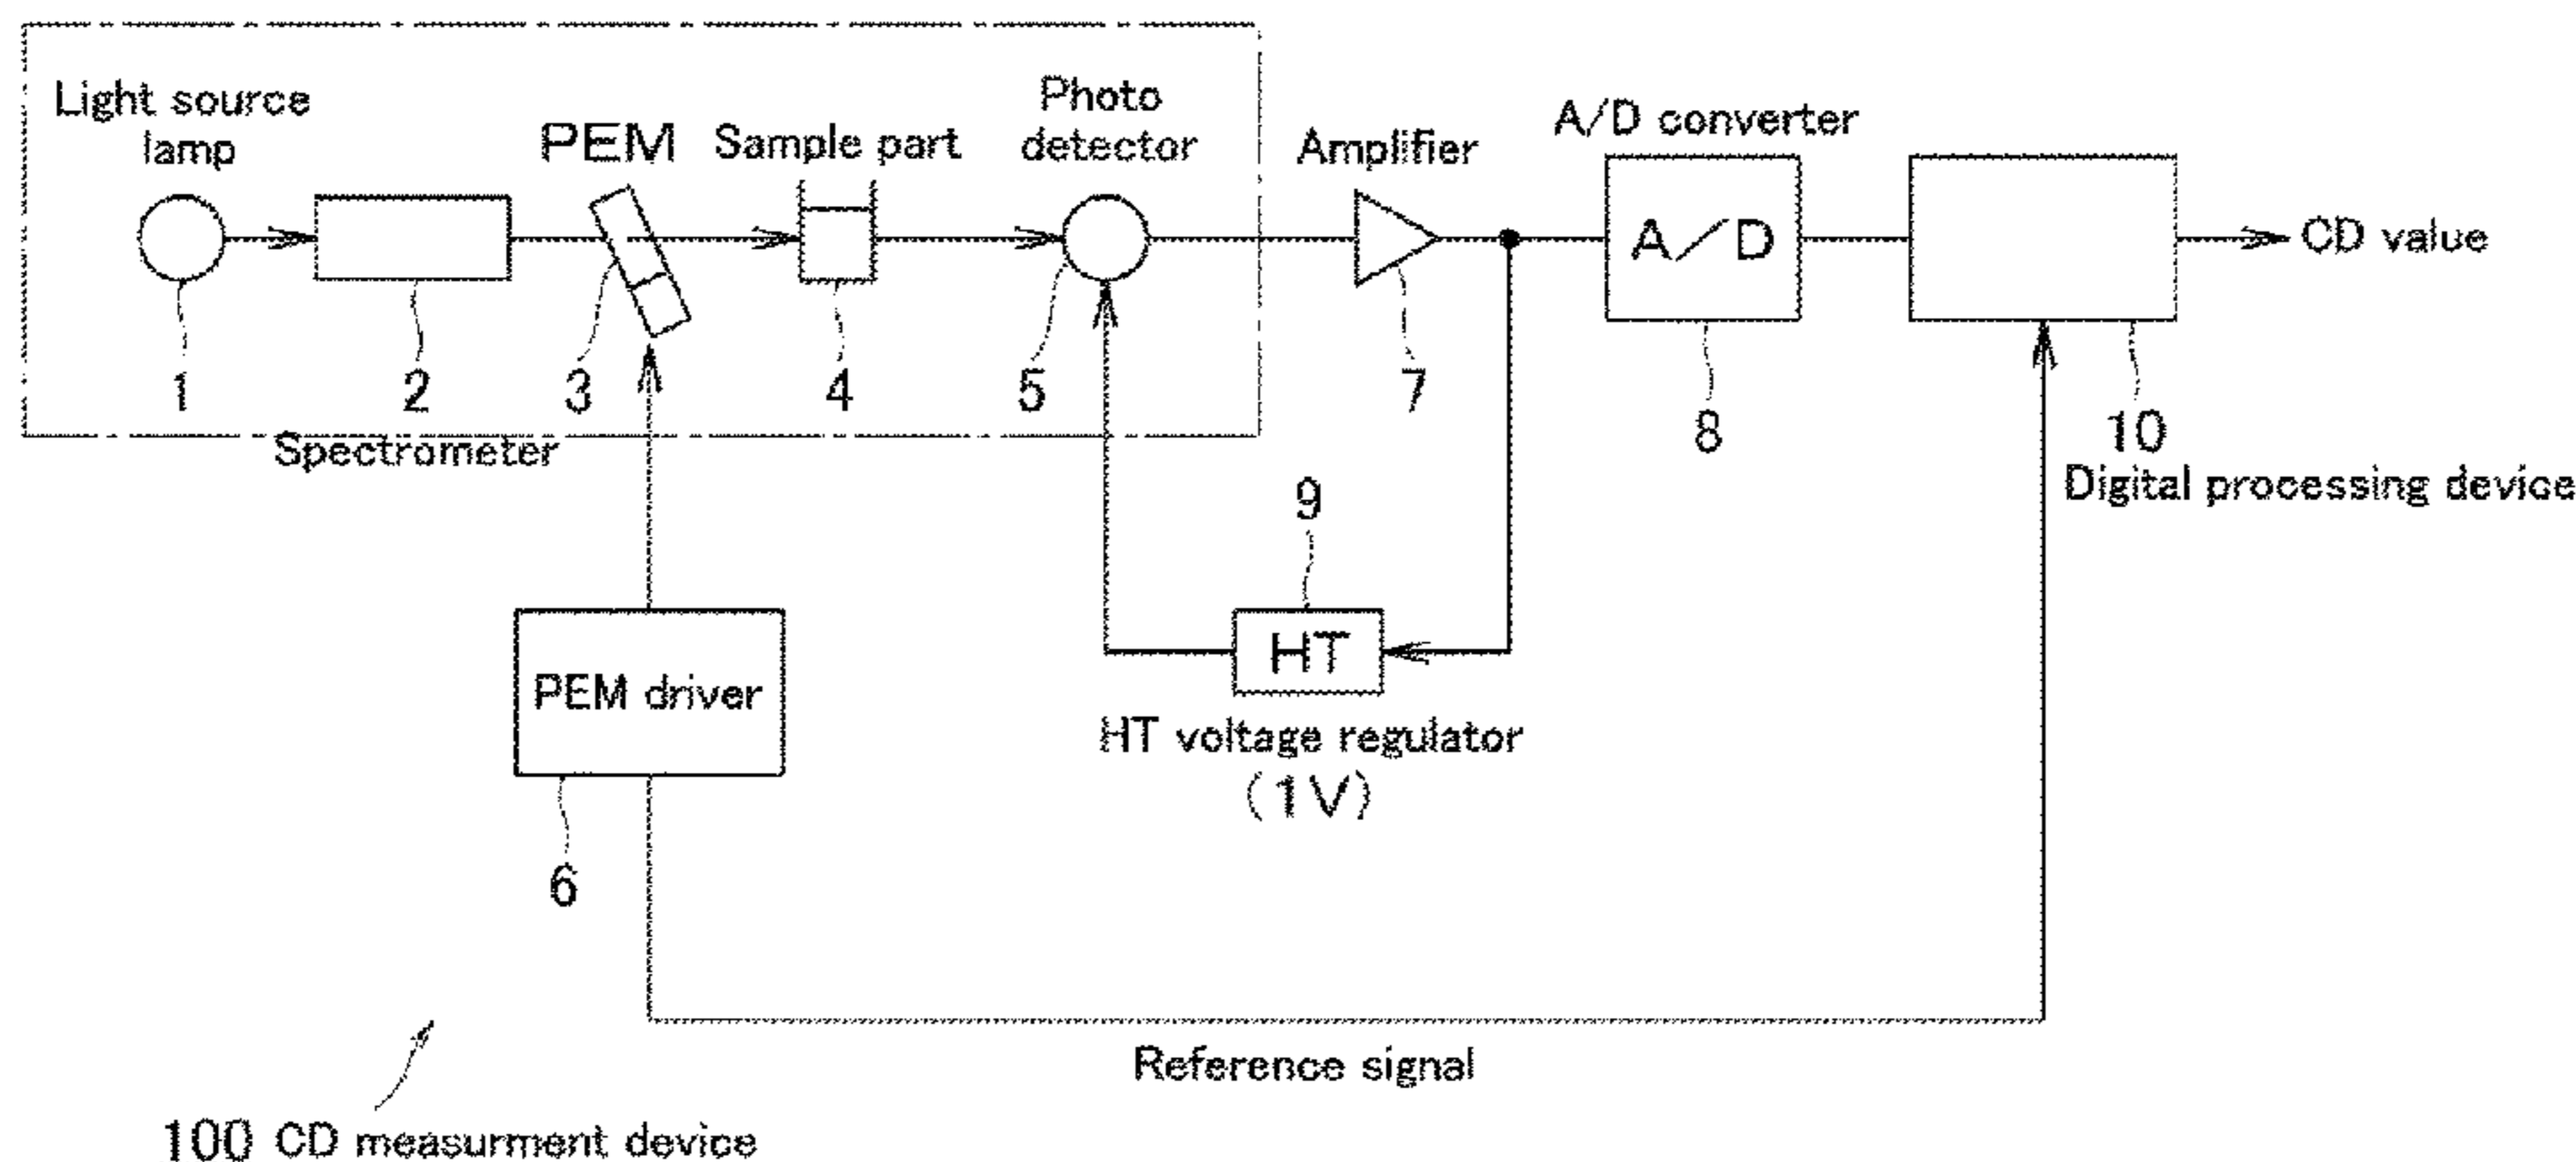 Light source
lamp
PEM
Sample part
Photo
detector
Amplifier
A/D converter
A/D
CD value
1
2
3
4
5
7
8
10
Spectrometer
Digital processing device
9
HT
PEM driver
HT voltage regulator
(1V)
6
Reference signal
100 CD measurment device